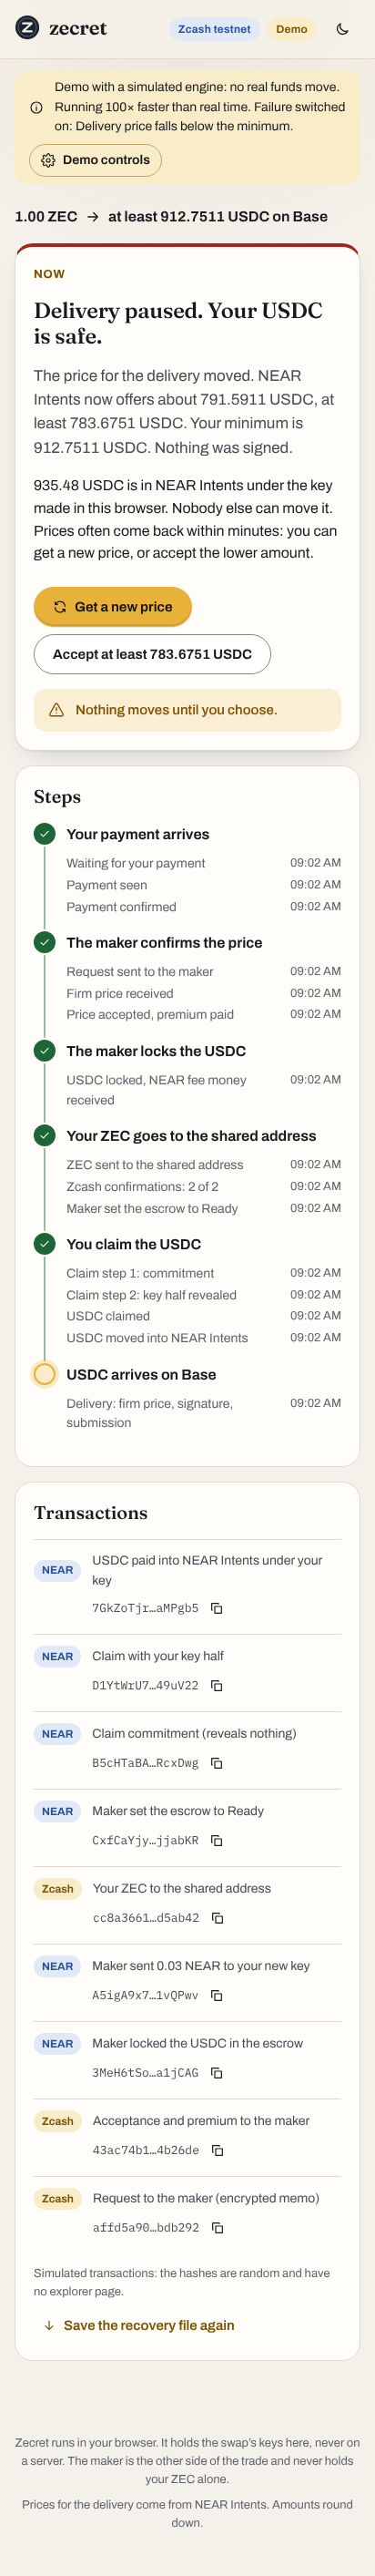 zecret
Zcash testnet
Demo
Demo with a simulated engine: no real funds move.
Running 100× faster than real time. Failure switched
on: Delivery price falls below the minimum.
Demo controls
1.00 ZEC → at least 912.7511 USDC on Base
NOW
Delivery paused. Your USDC
is safe.
The price for the delivery moved. NEAR
Intents now offers about 791.5911 USDC, at
least 783.6751 USDC. Your minimum is
912.7511 USDC. Nothing was signed.
935.48 USDC is in NEAR Intents under the key
made in this browser. Nobody else can move it.
Prices often come back within minutes: you can
get a new price, or accept the lower amount.
Get a new price
Accept at least 783.6751 USDC
Nothing moves until you choose.
Steps
Your payment arrives
Waiting for your payment 09:02 AM
Payment seen 09:02 AM
Payment confirmed 09:02 AM
The maker confirms the price
Request sent to the maker 09:02 AM
Firm price received 09:02 AM
Price accepted, premium paid 09:02 AM
The maker locks the USDC
USDC locked, NEAR fee money 09:02 AM
received
Your ZEC goes to the shared address
ZEC sent to the shared address 09:02 AM
Zcash confirmations: 2 of 2 09:02 AM
Maker set the escrow to Ready 09:02 AM
You claim the USDC
Claim step 1: commitment 09:02 AM
Claim step 2: key half revealed 09:02 AM
USDC claimed 09:02 AM
USDC moved into NEAR Intents 09:02 AM
USDC arrives on Base
Delivery: firm price, signature, 09:02 AM
submission
Transactions
NEAR USDC paid into NEAR Intents under your
key
7GkZoTjr…aMPgb5
NEAR Claim with your key half
D1YtWrU7…49uV22
NEAR Claim commitment (reveals nothing)
B5cHTaBA…RcxDwg
NEAR Maker set the escrow to Ready
CxfCaYjy…jjabKR
Zcash Your ZEC to the shared address
cc8a3661…d5ab42
NEAR Maker sent 0.03 NEAR to your new key
A5igA9x7…1vQPwv
NEAR Maker locked the USDC in the escrow
3MeH6tSo…a1jCAG
Zcash Acceptance and premium to the maker
43ac74b1…4b26de
Zcash Request to the maker (encrypted memo)
affd5a90…bdb292
Simulated transactions: the hashes are random and have
no explorer page.
Save the recovery file again
Zecret runs in your browser. It holds the swap's keys here, never on
a server. The maker is the other side of the trade and never holds
your ZEC alone.
Prices for the delivery come from NEAR Intents. Amounts round
down.